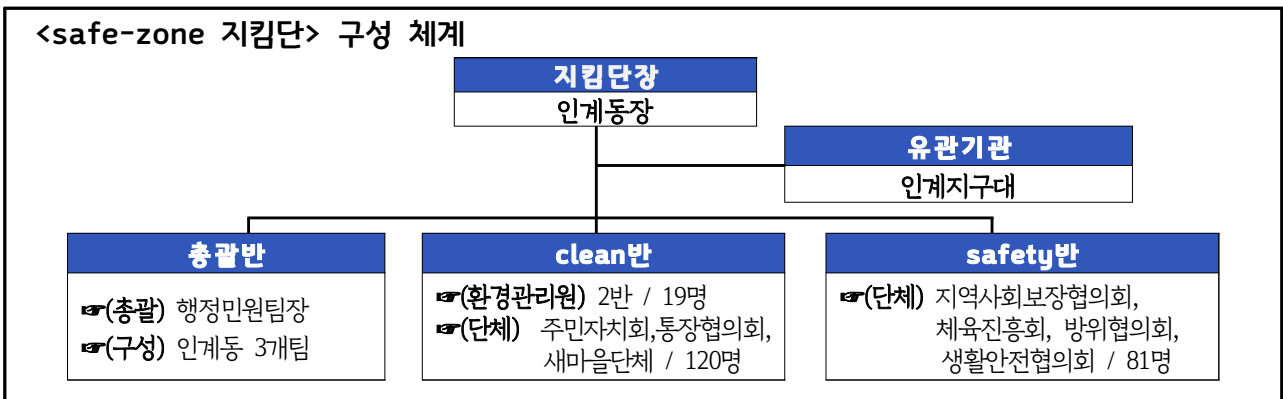 <safe-zone 지킴단> 구성 체계
지킴단장
인계동장
유관기관
인계지구대
총괄반
☞(총괄) 행정민원팀장
☞(구성) 인계동 3개팀
clean반
☞(환경관리원) 2반 / 19명
☞(단체) 주민자치회,통장협의회,
새마을단체 / 120명
safety반
☞(단체) 지역사회보장협의회,
체육진흥회, 방위협의회,
생활안전협의회 / 81명